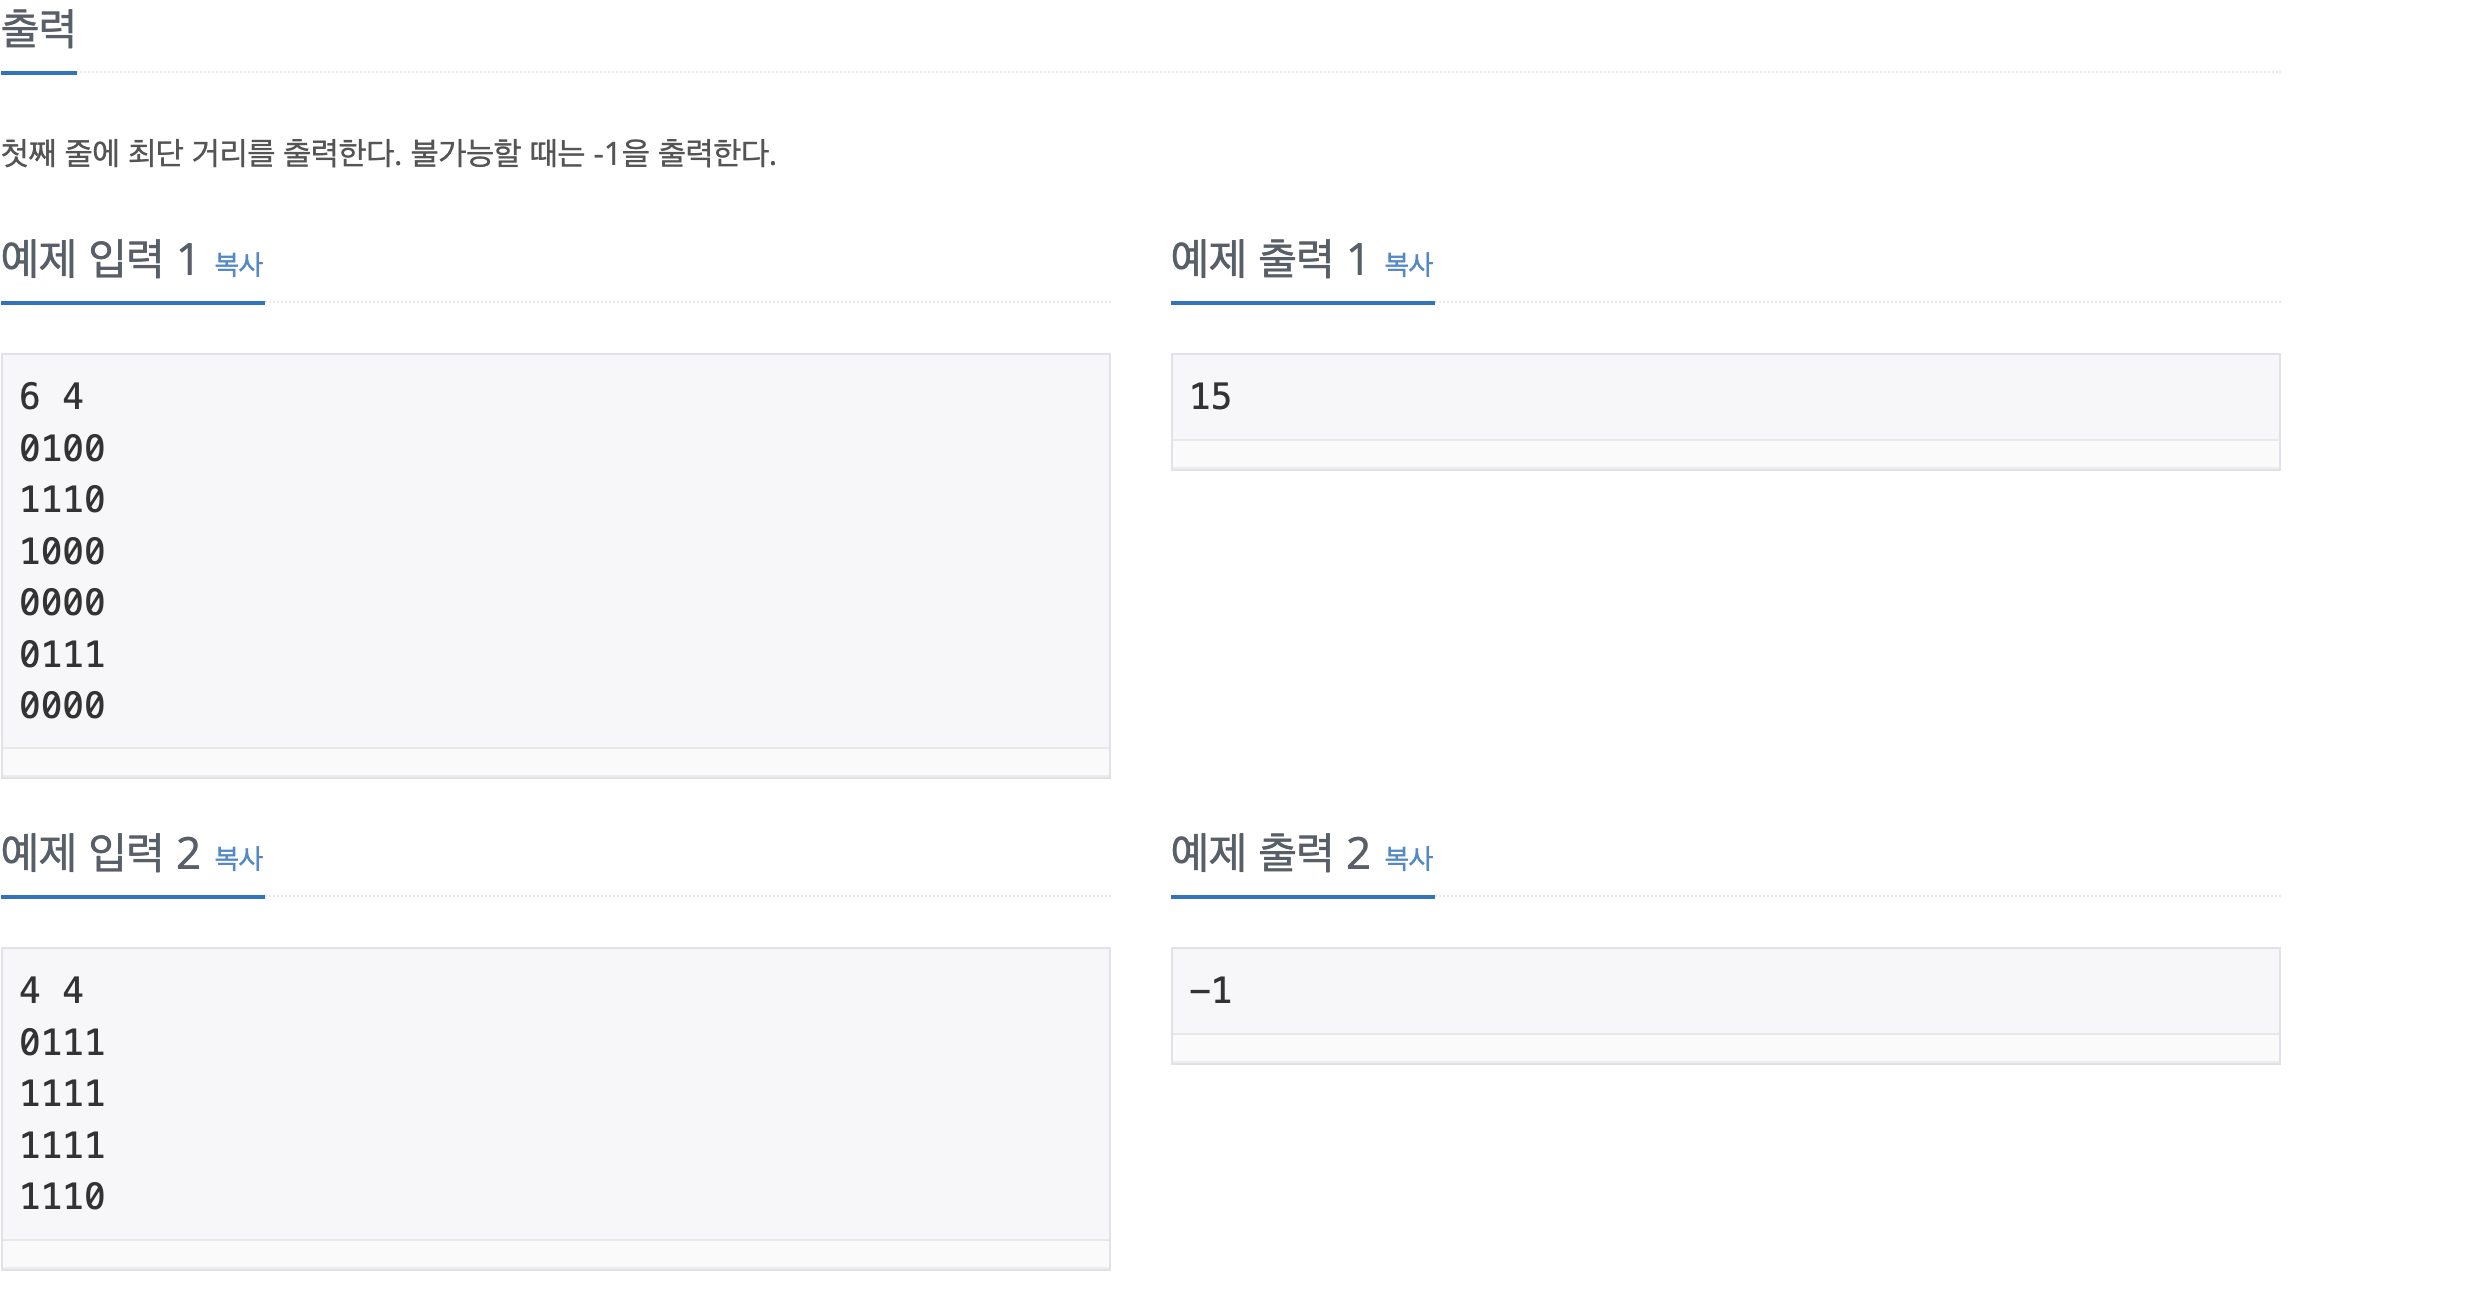 출력
첫째 줄에 최단 거리를 출력한다. 불가능할 때는 -1을 출력한다.
예제 입력 1 복사
6 4
0100
1110
1000
0000
0111
0000
예제 출력 1 복사
15
예제 입력 2 복사
4 4
0111
1111
1111
1110
예제 출력 2 복사
-1